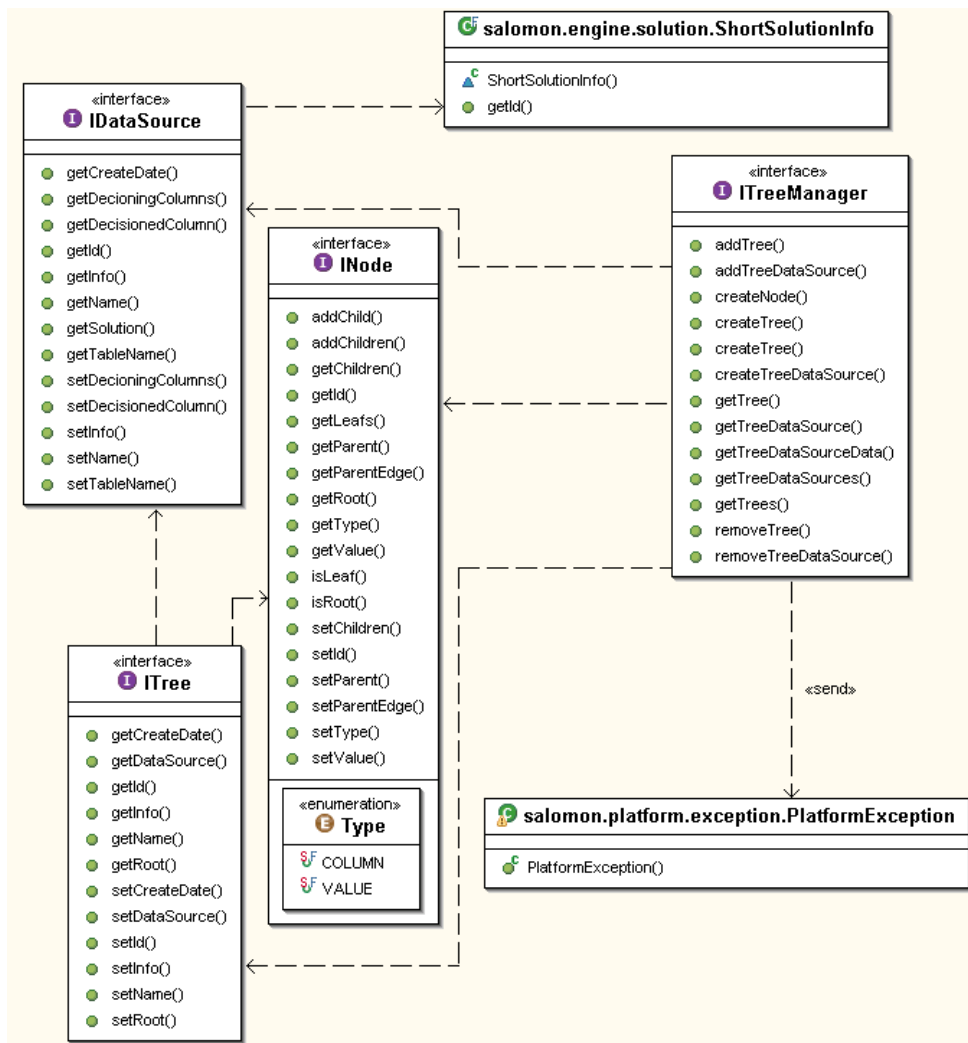 salomon.engine.solution.ShortSolutionInfo
ShortSolutionInfo()
getId()
«interface»
IDataSource
getCreateDate()
getDecioningColumns()
getDecisionedColumn()
getId()
getInfo()
getName()
getSolution()
getTableName()
setDecioningColumns()
setDecisionedColumn()
setInfo()
setName()
setTableName()
«interface»
INode
addChild()
addChildren()
getChildren()
getId()
getLeafs()
getParent()
getParentEdge()
getRoot()
getType()
getValue()
isLeaf()
isRoot()
setChildren()
setId()
setParent()
setParentEdge()
setType()
setValue()
«enumeration»
Type
COLUMN
VALUE
«interface»
ITreeManager
addTree()
addTreeDataSource()
createNode()
createTree()
createTree()
createTreeDataSource()
getTree()
getTreeDataSource()
getTreeDataSourceData()
getTreeDataSources()
getTrees()
removeTree()
removeTreeDataSource()
«send»
«interface»
ITree
getCreateDate()
getDataSource()
getId()
getInfo()
getName()
getRoot()
setCreateDate()
setDataSource()
setId()
setInfo()
setName()
setRoot()
salomon.platform.exception.PlatformException
PlatformException()